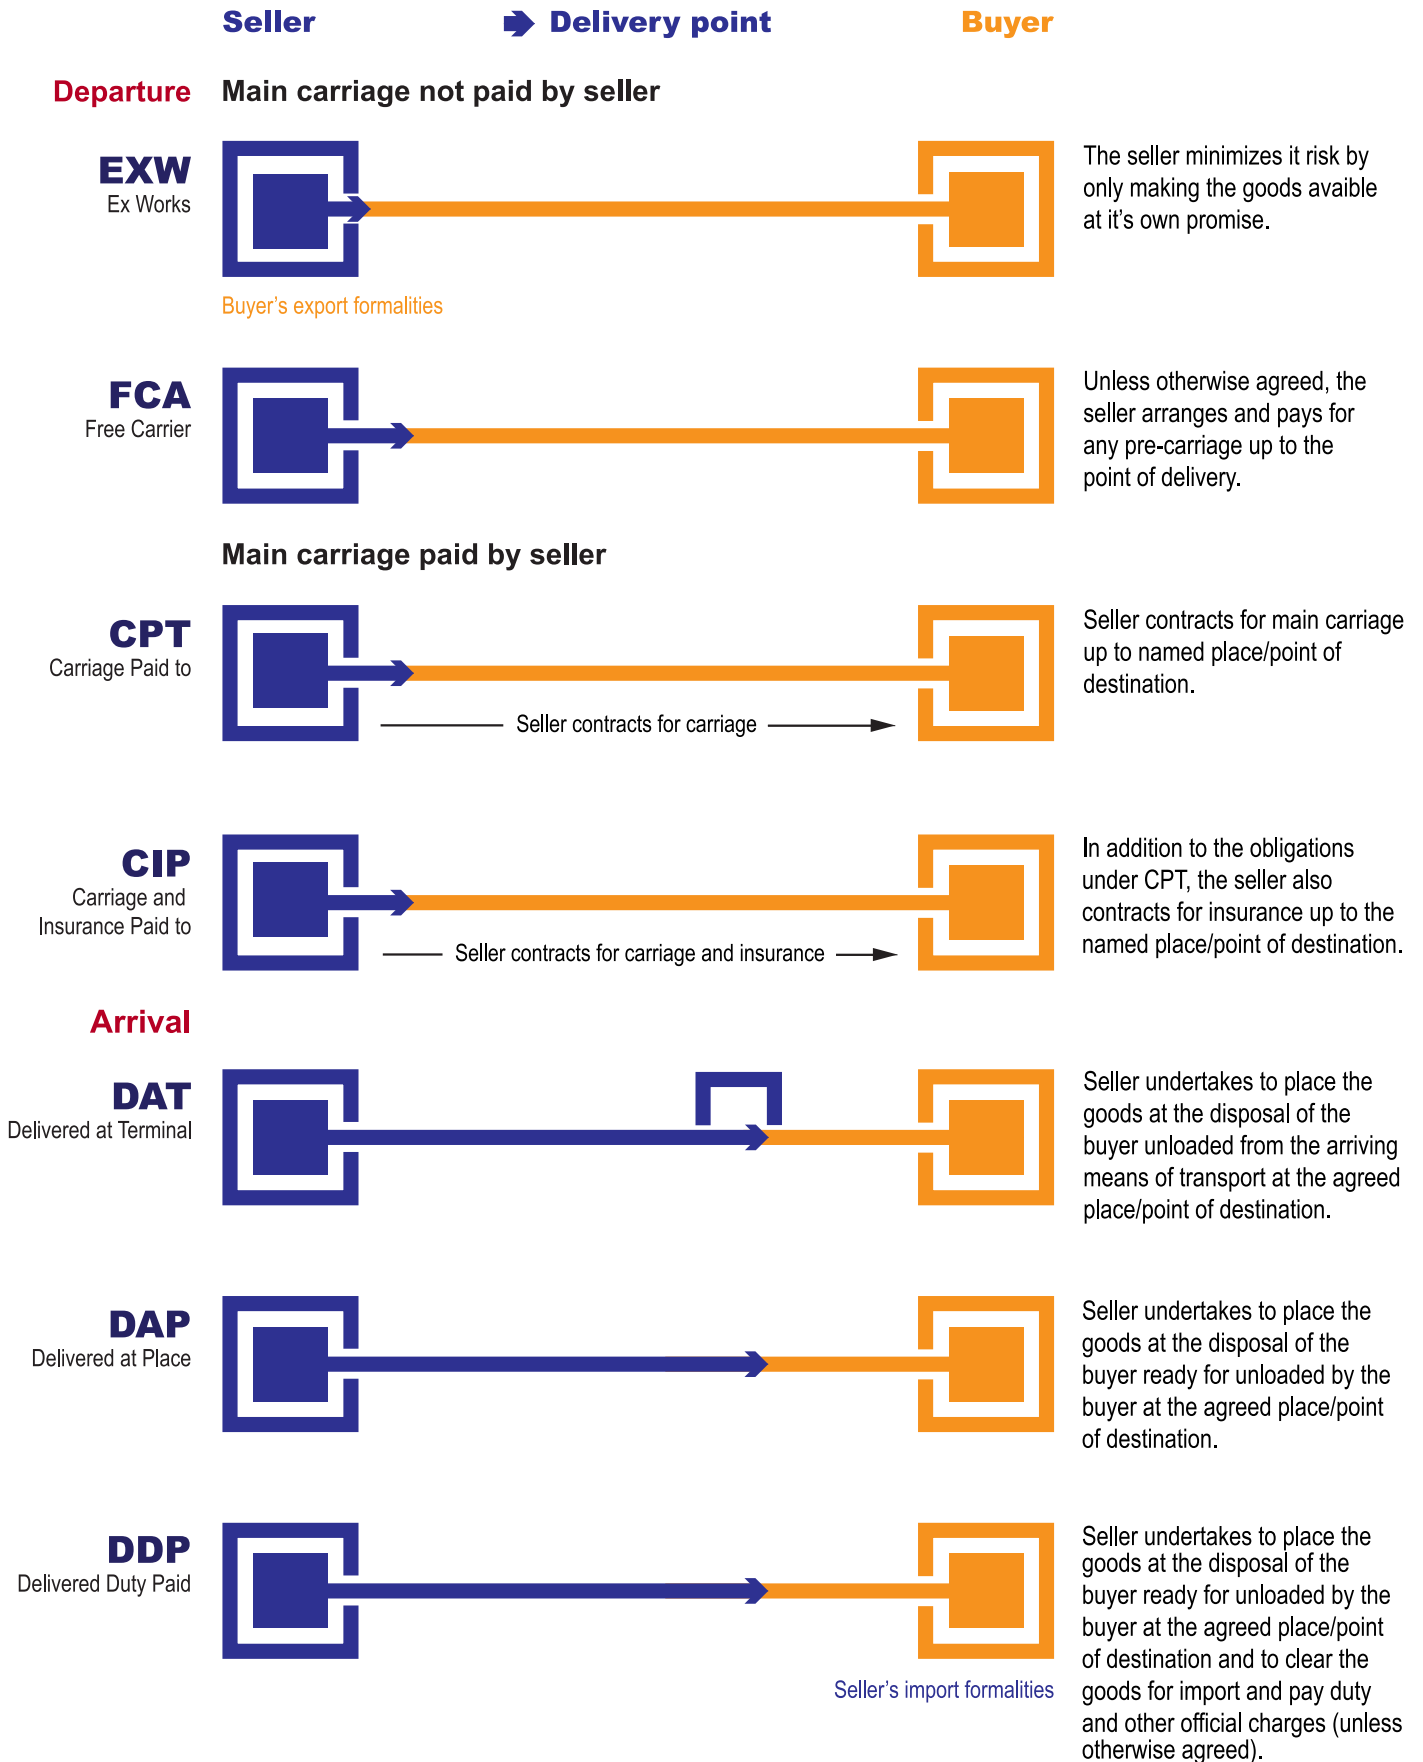 Seller
Delivery point
Buyer
Departure
Main carriage not paid by seller
EXW
Ex Works
The seller minimizes it risk by
only making the goods avaible
at it's own promise.
Buyer's export formalities
FCA
Free Carrier
Unless otherwise agreed, the
seller arranges and pays for
any pre-carriage up to the
point of delivery.
Main carriage paid by seller
CPT
Carriage Paid to
Seller contracts for carriage
Seller contracts for main carriage
up to named place/point of
destination.
CIP
Carriage and
Insurance Paid to
Seller contracts for carriage and insurance
In addition to the obligations
under CPT, the seller also
contracts for insurance up to the
named place/point of destination.
Arrival
DAT
Delivered at Terminal
Seller undertakes to place the
goods at the disposal of the
buyer unloaded from the arriving
means of transport at the agreed
place/point of destination.
DAP
Delivered at Place
Seller undertakes to place the
goods at the disposal of the
buyer ready for unloaded by the
buyer at the agreed place/point
of destination.
DDP
Delivered Duty Paid
Seller's import formalities
Seller undertakes to place the
goods at the disposal of the
buyer ready for unloaded by the
buyer at the agreed place/point
of destination and to clear the
goods for import and pay duty
and other official charges (unless
otherwise agreed).